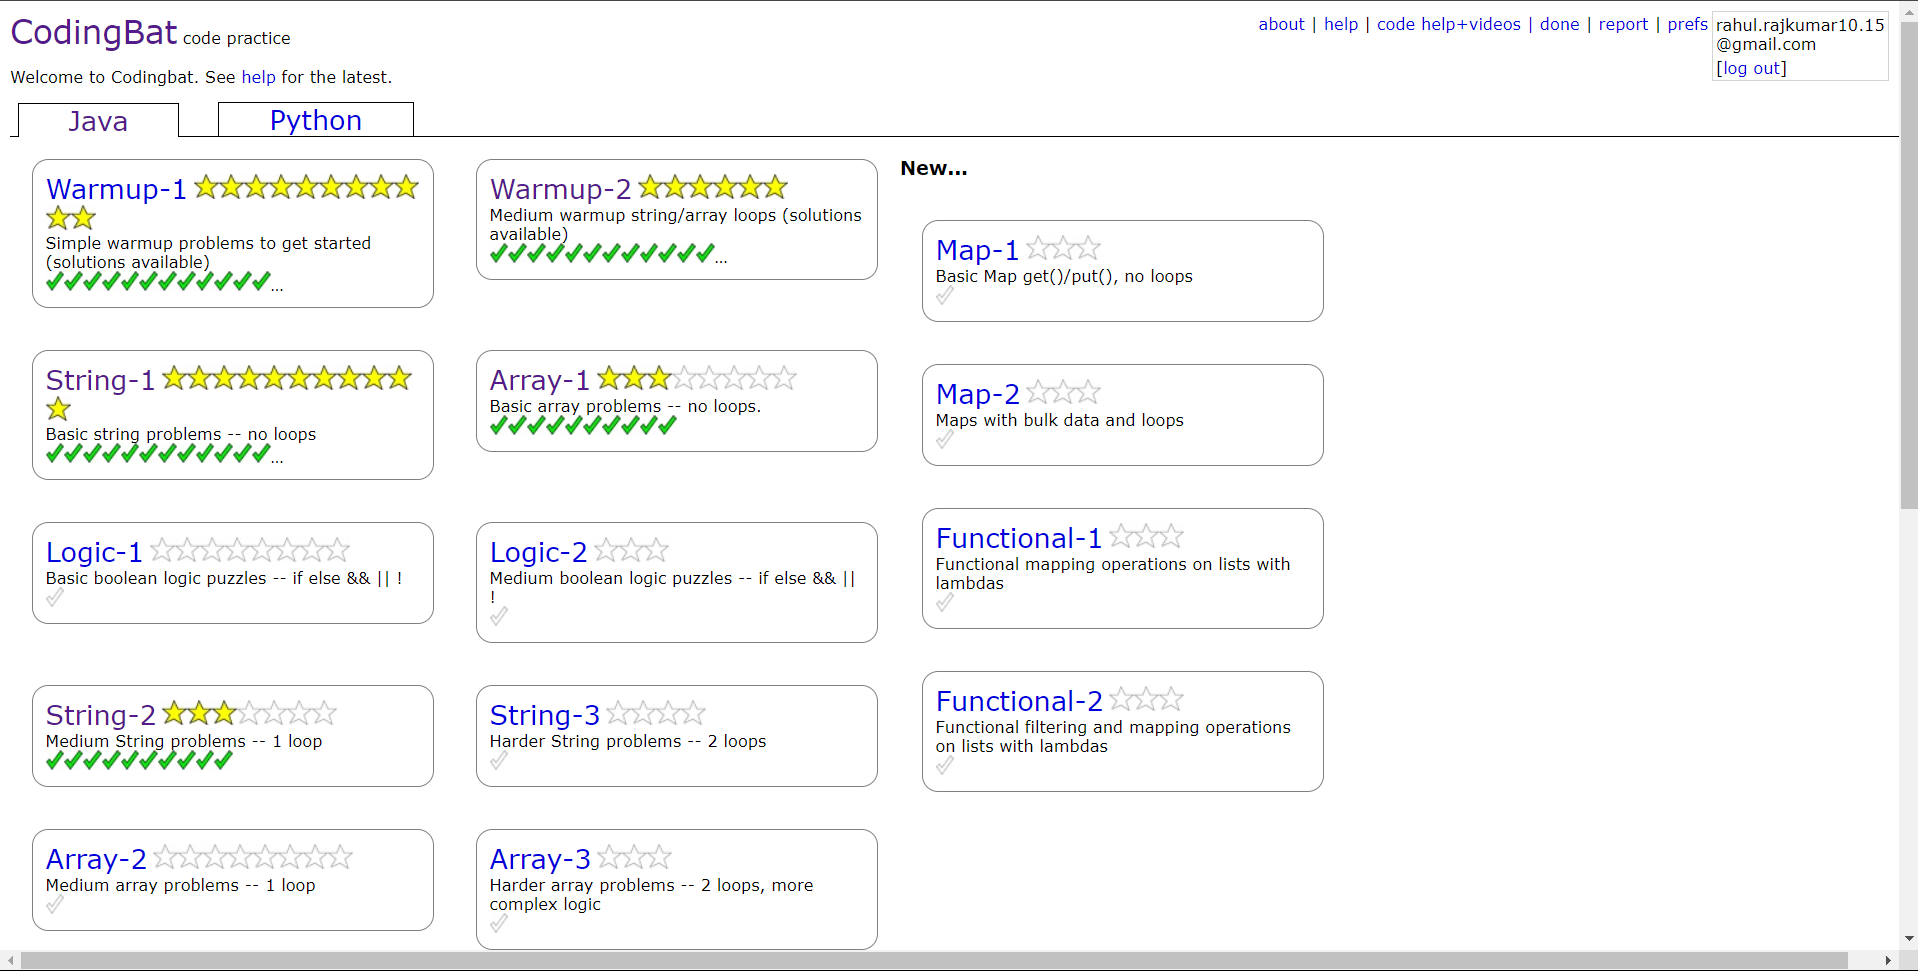 CodingBat code practice
about | help | code help+videos | done | report | prefs
rahul.rajkumar10.15
@gmail.com
[log out]
Welcome to Codingbat. See help for the latest.
Java
Python
Warmup-1
Simple warmup problems to get started
(solutions available)
...
Warmup-2
Medium warmup string/array loops (solutions
available)
...
New...
Map-1
Basic Map get()/put(), no loops
String-1
Basic string problems -- no loops
...
Array-1
Basic array problems -- no loops.
Map-2
Maps with bulk data and loops
Logic-1
Basic boolean logic puzzles -- if else && || !
Logic-2
Medium boolean logic puzzles -- if else && ||
!
Functional-1
Functional mapping operations on lists with
lambdas
String-2
Medium String problems -- 1 loop
String-3
Harder String problems -- 2 loops
Functional-2
Functional filtering and mapping operations
on lists with lambdas
Array-2
Medium array problems -- 1 loop
Array-3
Harder array problems -- 2 loops, more
complex logic